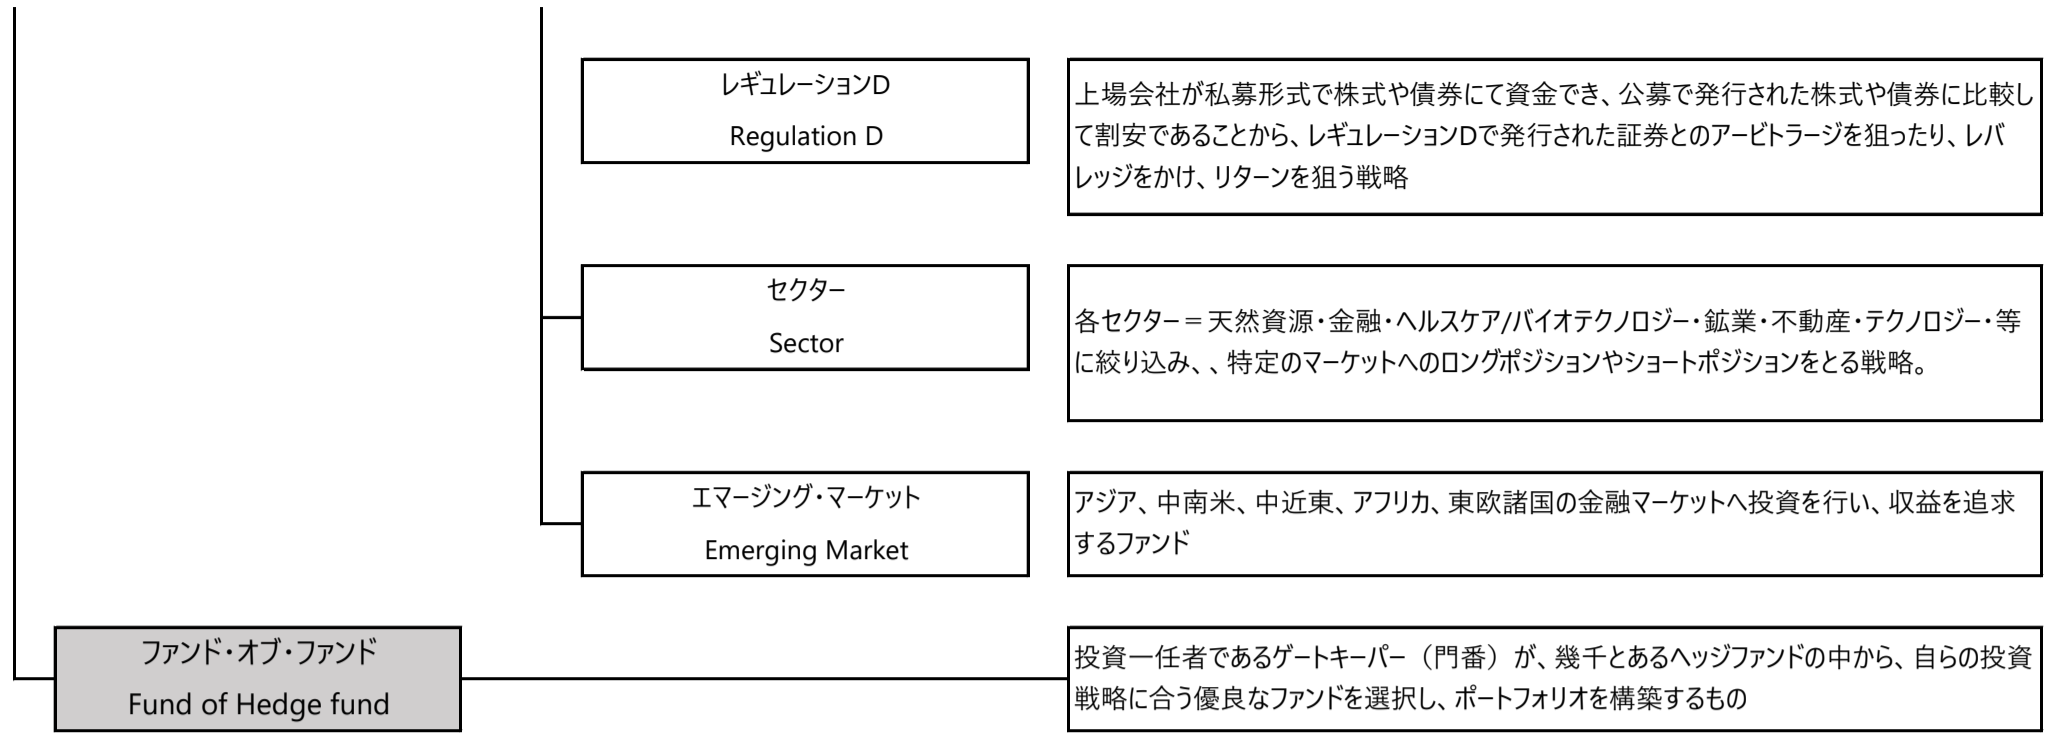 レギュレーションD
Regulation D
上場会社が私募形式で株式や債券にて資金でき、公募で発行された株式や債券に比較し
て割安であることから、レギュレーションDで発行された証券とのアービトラージを狙ったり、レバ
レッジをかけ、リターンを狙う戦略
セクター
Sector
各セクター＝天然資源・金融・ヘルスケア/バイオテクノロジー・鉱業・不動産・テクノロジー・等
に絞り込み、、特定のマーケットへのロングポジションやショートポジションをとる戦略。
エマージング・マーケット
Emerging Market
アジア、中南米、中近東、アフリカ、東欧諸国の金融マーケットへ投資を行い、収益を追求
するファンド
ファンド・オブ・ファンド
Fund of Hedge fund
投資一任者であるゲートキーパー（門番）が、幾千とあるヘッジファンドの中から、自らの投資
戦略に合う優良なファンドを選択し、ポートフォリオを構築するもの